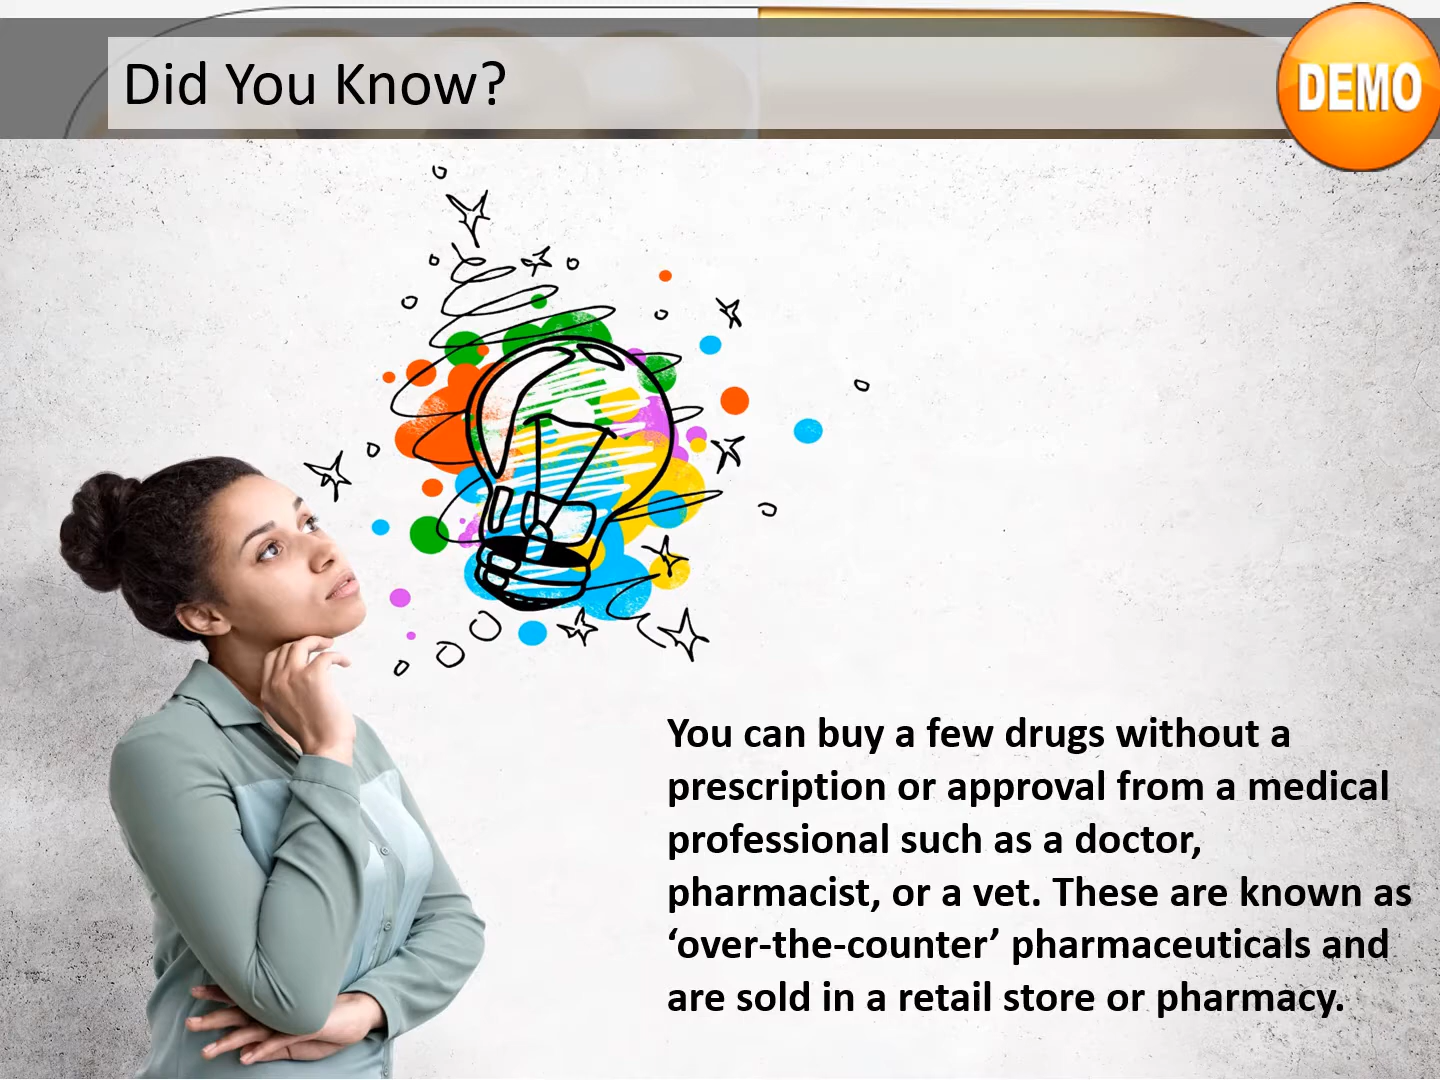 Did You Know?
DEMO
You can buy a few drugs without a
prescription or approval from a medical
professional such as a doctor,
pharmacist, or a vet. These are known as
‘over-the-counter’ pharmaceuticals and
are sold in a retail store or pharmacy.